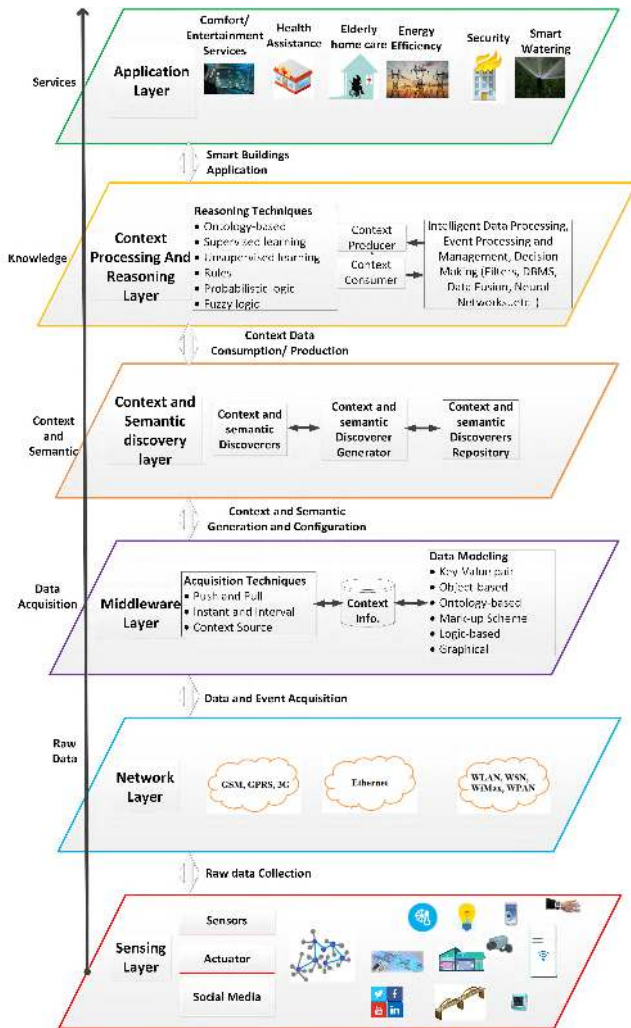 Comfort/
Entertainment
Services
Health
Assistance
Elderly
home care
Energy
Efficiency
Security
Smart
Watering
Services
Application
Layer
Smart Buildings
Application
Knowledge
Context
Processing And
Reasoning
Layer
Reasoning Techniques
• Ontology-based
• Supervised learning
• Unsupervised learning
• Rules
• Probabilistic logic
• Fuzzy logic
Context
Producer
Context
Consumer
Intelligent Data Processing,
Event Processing and
Management, Decision
Making (Filters, DBMS,
Data Fusion, Neural
Networks..etc.)
Context Data
Consumption/ Production
Context
and
Semantic
Context and
Semantic
discovery
layer
Context and
semantic
Discoverers
Context and
semantic
Discoverer
Generator
Context and
semantic
Discoverers
Repository
Context and Semantic
Generation and Configuration
Data
Acquisition
Middleware
Layer
Acquisition Techniques
• Push and Pull
• Instant and Interval
• Context Source
Context
Info.
Data Modeling
• Key-Value pair
• Object-based
• Ontology-based
• Mark-up Scheme
• Logic-based
• Graphical
Data and Event Acquisition
Raw
Data
Network
Layer
GSM, GPRS, 3G
Ethernet
WLAN, WSN,
WiMax, WPAN
Raw data Collection
Sensing
Layer
Sensors
Actuator
Social Media